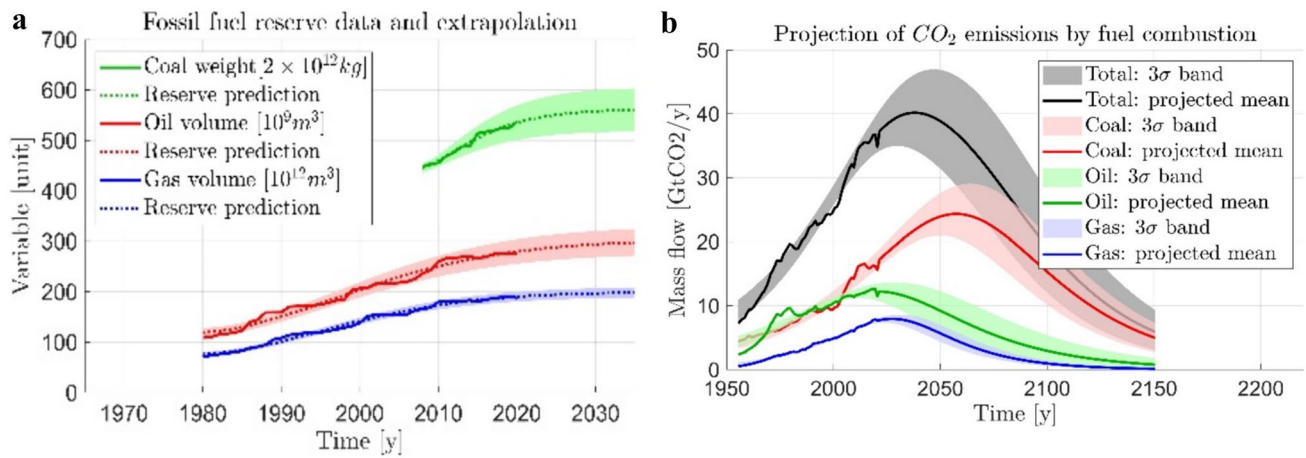 a
Fossil fuel reserve data and extrapolation
700
600
500
400
300
200
100
0
Variable [unit]
Coal weight [2 × 10¹²kg]
Reserve prediction
Oil volume [10⁹m³]
Reserve prediction
Gas volume [10¹²m³]
Reserve prediction
1970 1980 1990 2000 2010 2020 2030
Time [y]
b
Projection of CO₂ emissions by fuel combustion
50
40
30
20
10
0
Mass flow [GtCO2/y]
Total: 3σ band
Total: projected mean
Coal: 3σ band
Coal: projected mean
Oil: 3σ band
Oil: projected mean
Gas: 3σ band
Gas: projected mean
1950 2000 2050 2100 2150 2200
Time [y]